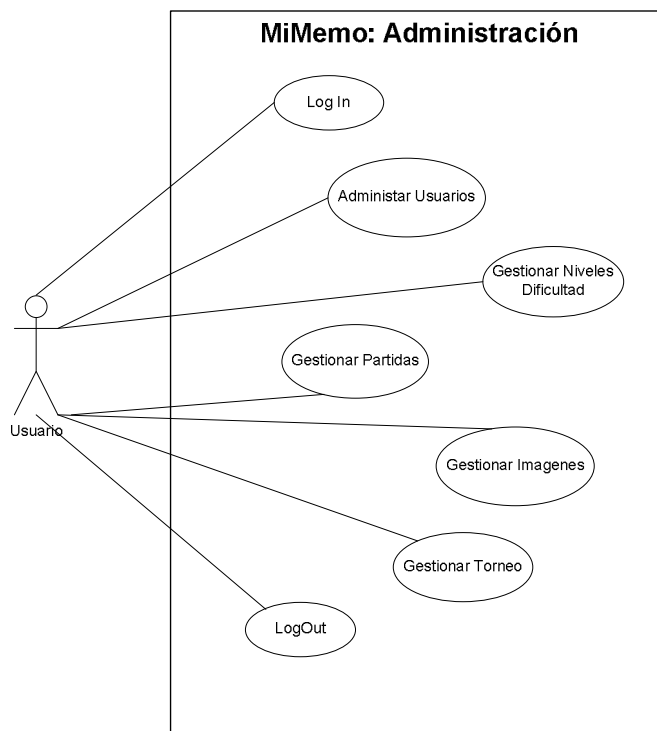 MiMemo: Administración
Log In
Administar Usuarios
Gestionar Niveles
Dificultad
Gestionar Partidas
Usuario
Gestionar Imagenes
Gestionar Torneo
LogOut